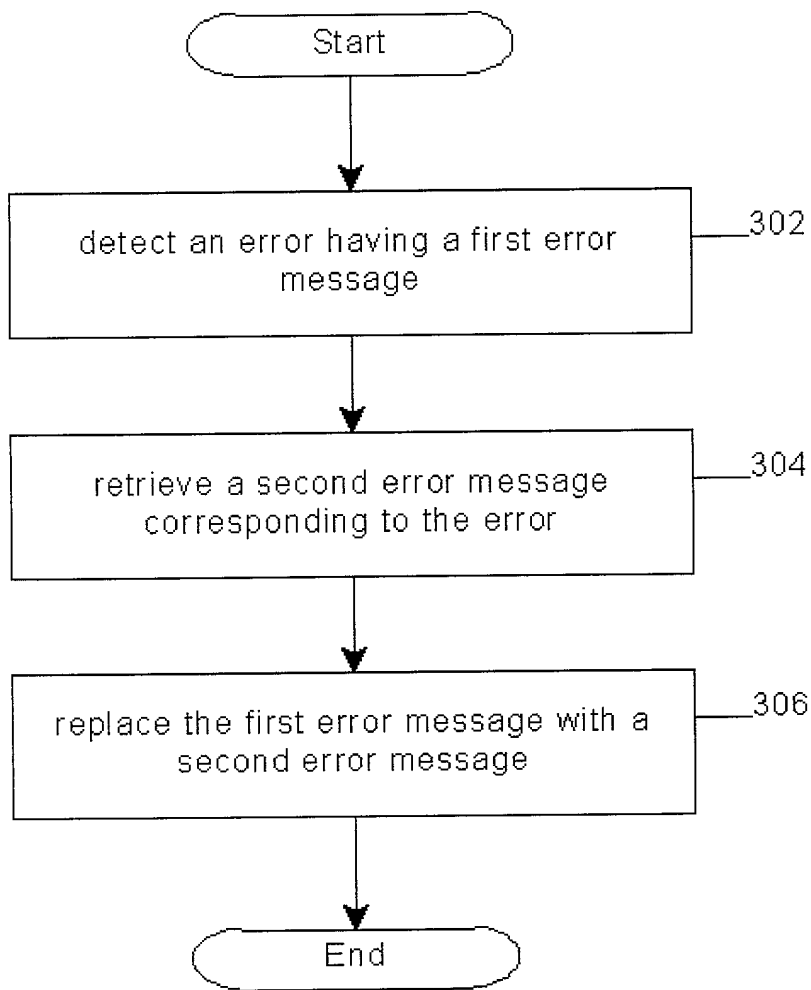 Start
detect an error having a first error
message
302
retrieve a second error message
corresponding to the error
304
replace the first error message with a
second error message
306
End